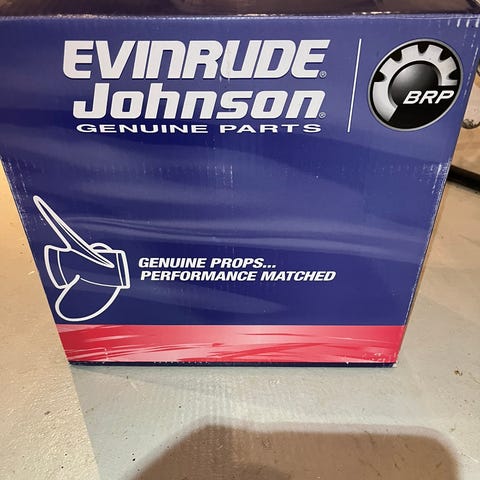 EVINRUDE®
Johnson®
GENUINE PARTS
BRP
GENUINE PROPS...
PERFORMANCE MATCHED